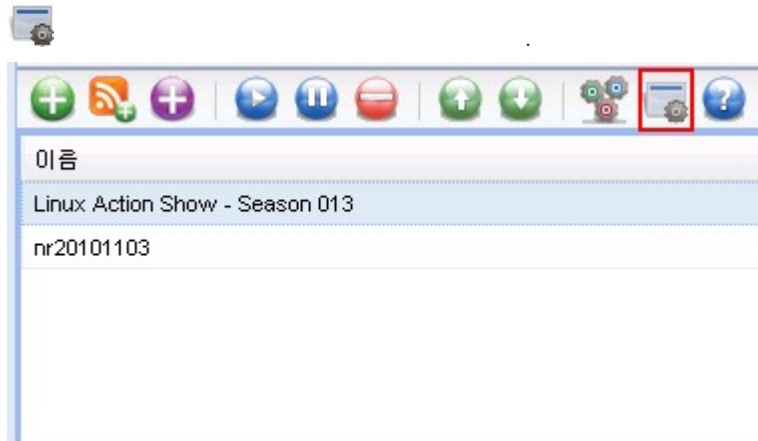 .
이름
Linux Action Show - Season 013
nr20101103